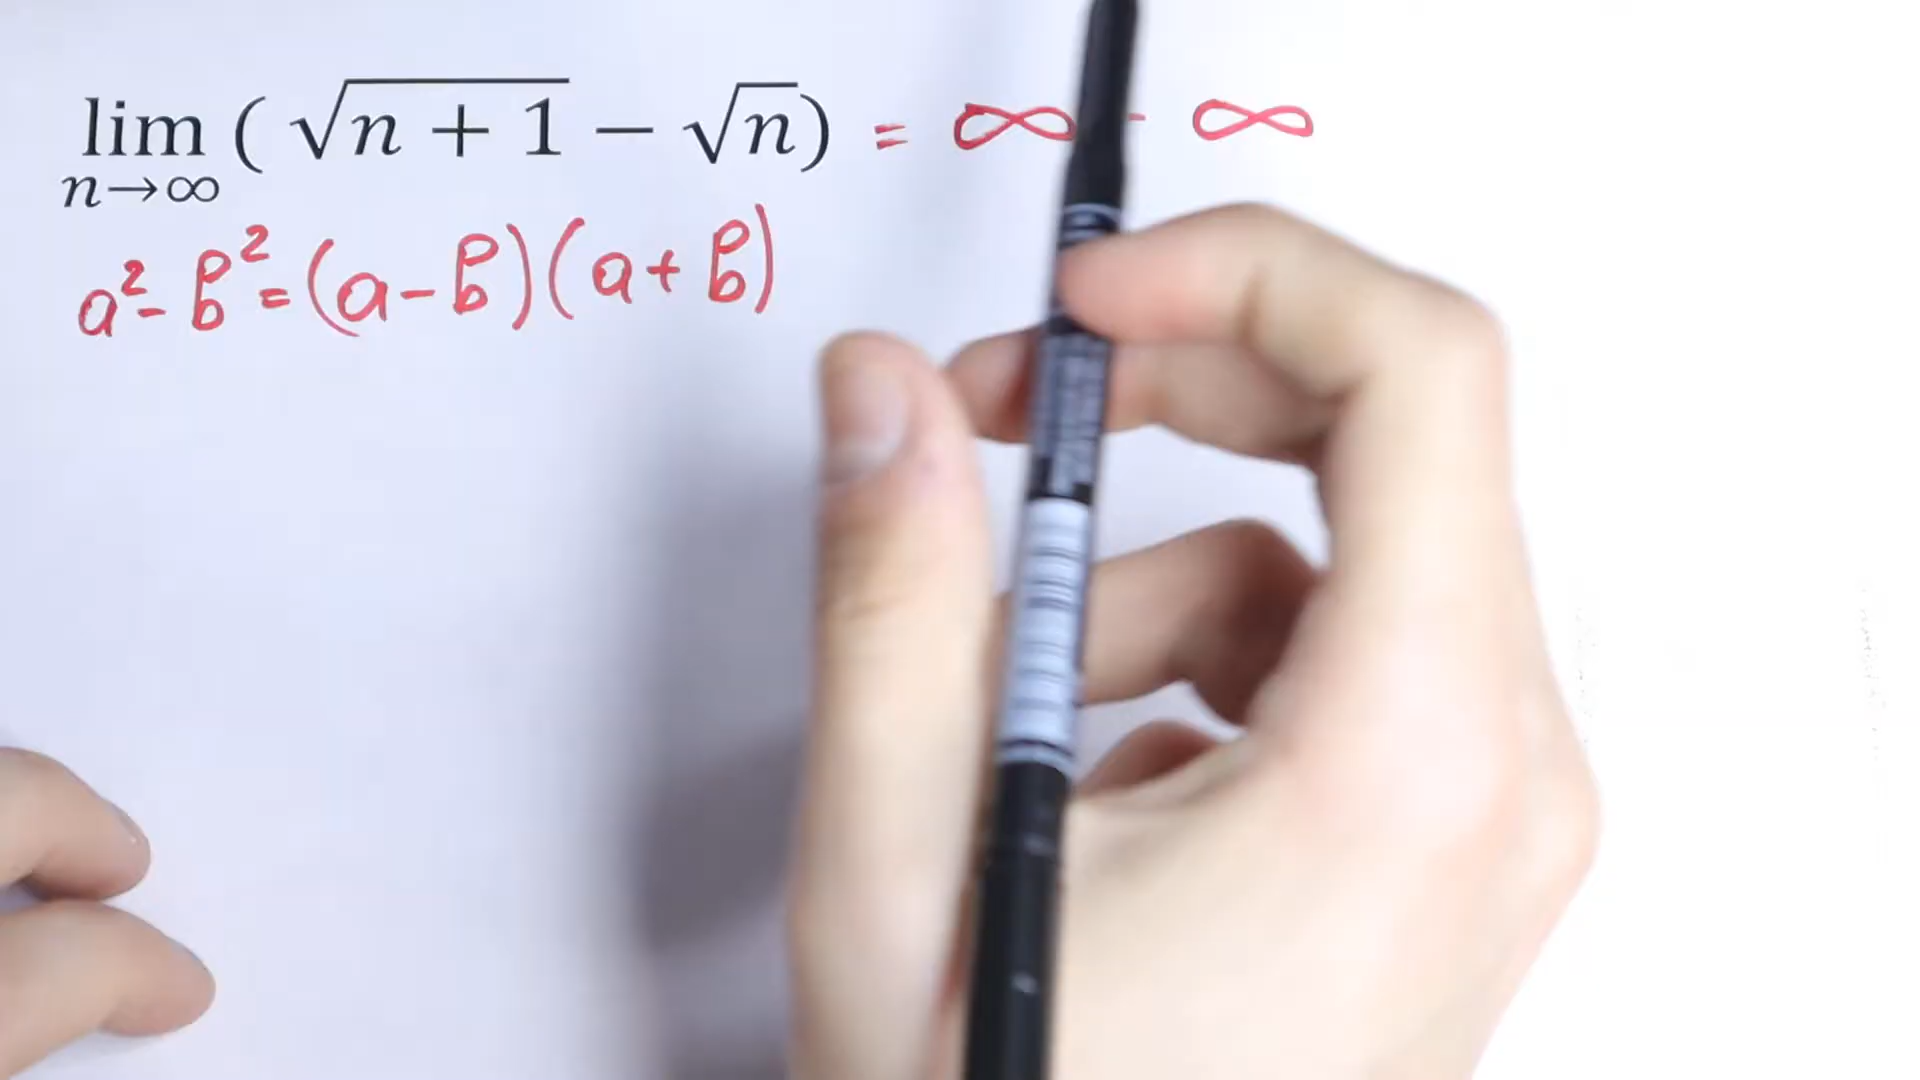 lim n→∞ ( √n + 1 − √n ) = ∞ - ∞
a² - b² = (a - b)(a + b)